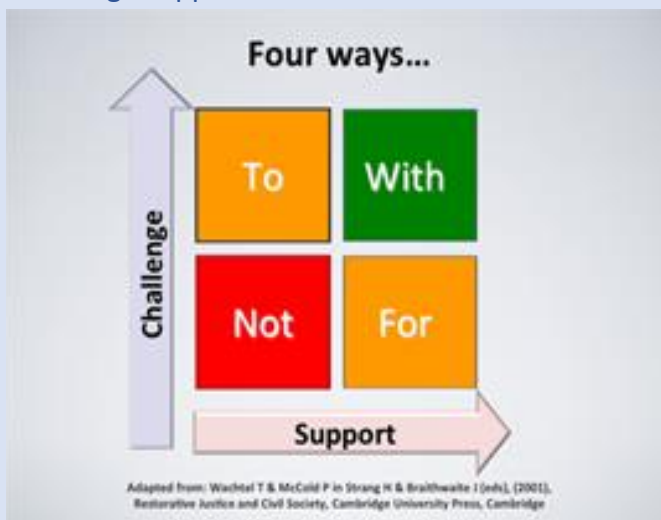 Four ways...
To With
Challenge
Not For
Support
Adapted from: Wachtel T & McCold P in Strang H & Braithwaite J (eds), (2001),
Restorative Justice and Civil Society, Cambridge University Press, Cambridge